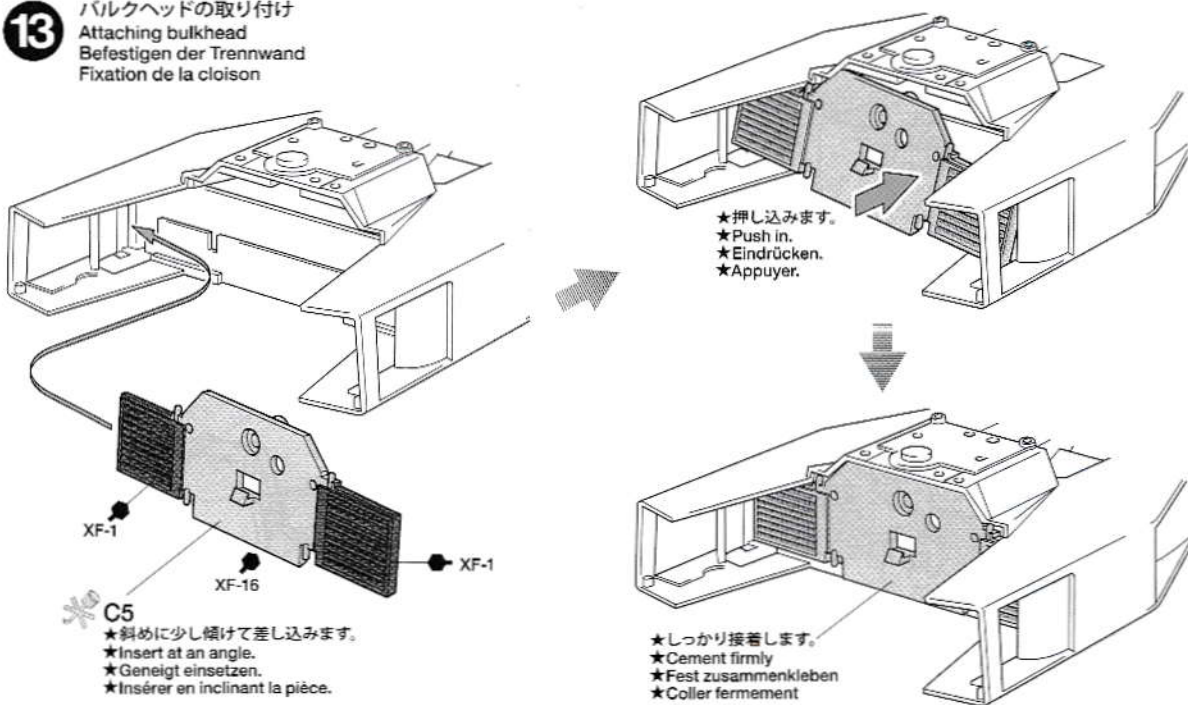 13
バルクヘッドの取り付け
Attaching bulkhead
Befestigen der Trennwand
Fixation de la cloison
★押し込みます。
★Push in.
★Eindrücken.
★Appuyer.
XF-1
XF-16
XF-1
C5
★斜めに少し傾けて差し込みます。
★Insert at an angle.
★Geneigt einsetzen.
★Insérer en inclinant la pièce.
★しっかり接着します。
★Cement firmly
★Fest zusammenkleben
★Coller fermement